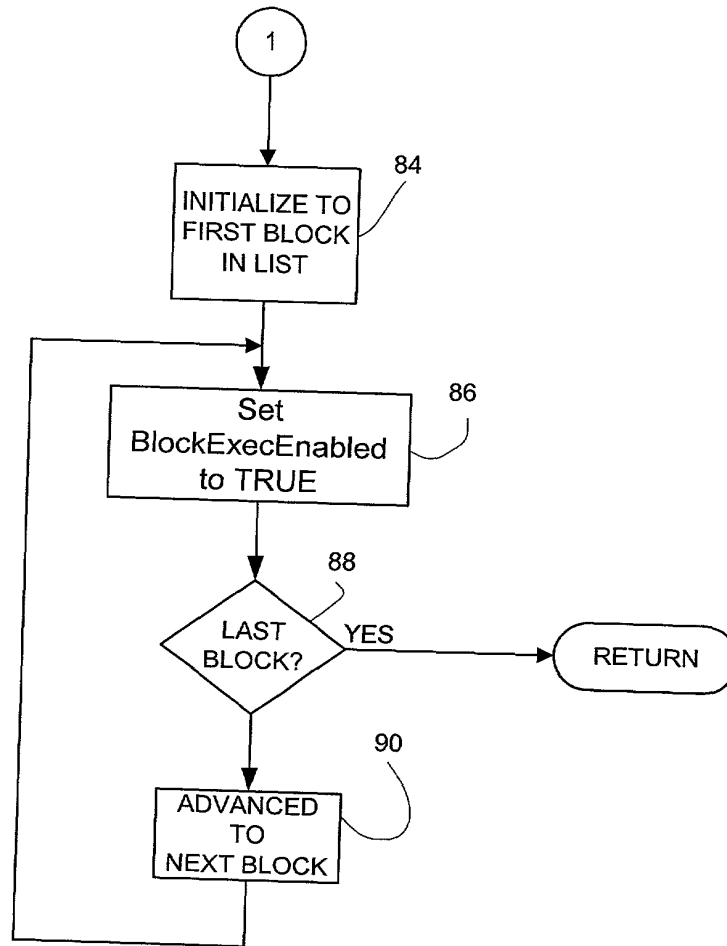 1
84
INITIALIZE TO
FIRST BLOCK
IN LIST
86
Set
BlockExecEnabled
to TRUE
88
LAST
BLOCK?
YES
RETURN
90
ADVANCED
TO
NEXT BLOCK